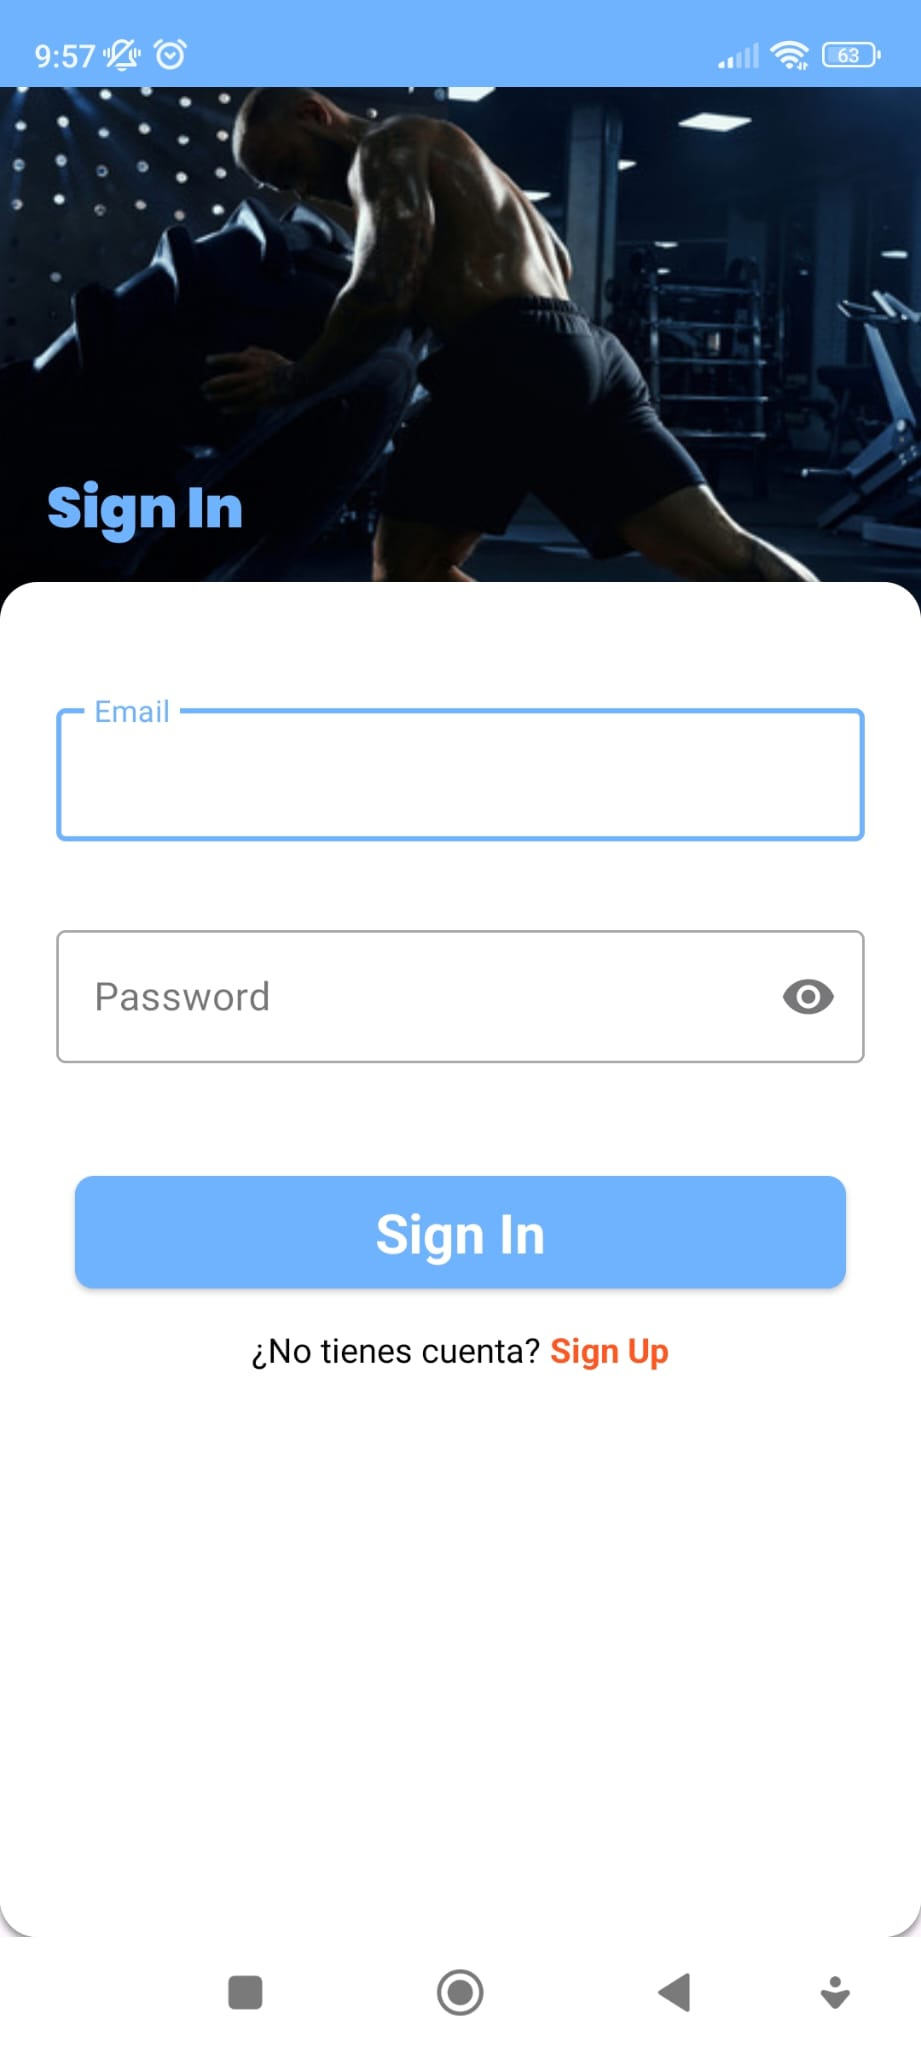 9:57
63
Sign In
Email
Password
Sign In
¿No tienes cuenta? Sign Up